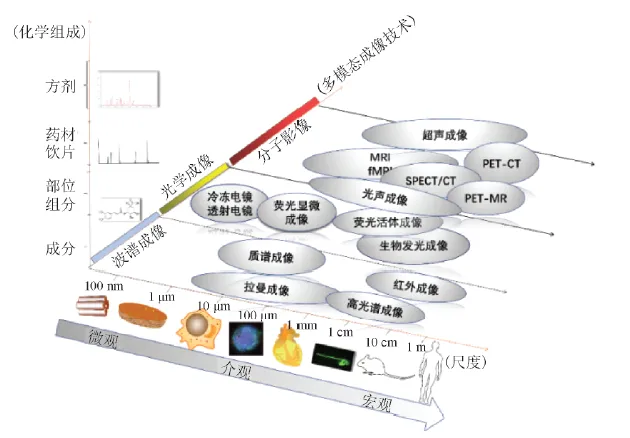 (化学组成)
方剂
药材
饮片
部位
组分
成分
(多模态成像技术)
分子影像
光学成像
波谱成像
超声成像
MRI
fMRI
PET-CT
SPECT/CT
光声成像
PET-MR
冷冻电镜
透射电镜
荧光显微
成像
荧光活体成像
生物发光成像
质谱成像
拉曼成像
红外成像
高光谱成像
100 nm
1 μm
10 μm
100 μm
1 mm
1 cm
10 cm
1 m
(尺度)
微观
介观
宏观